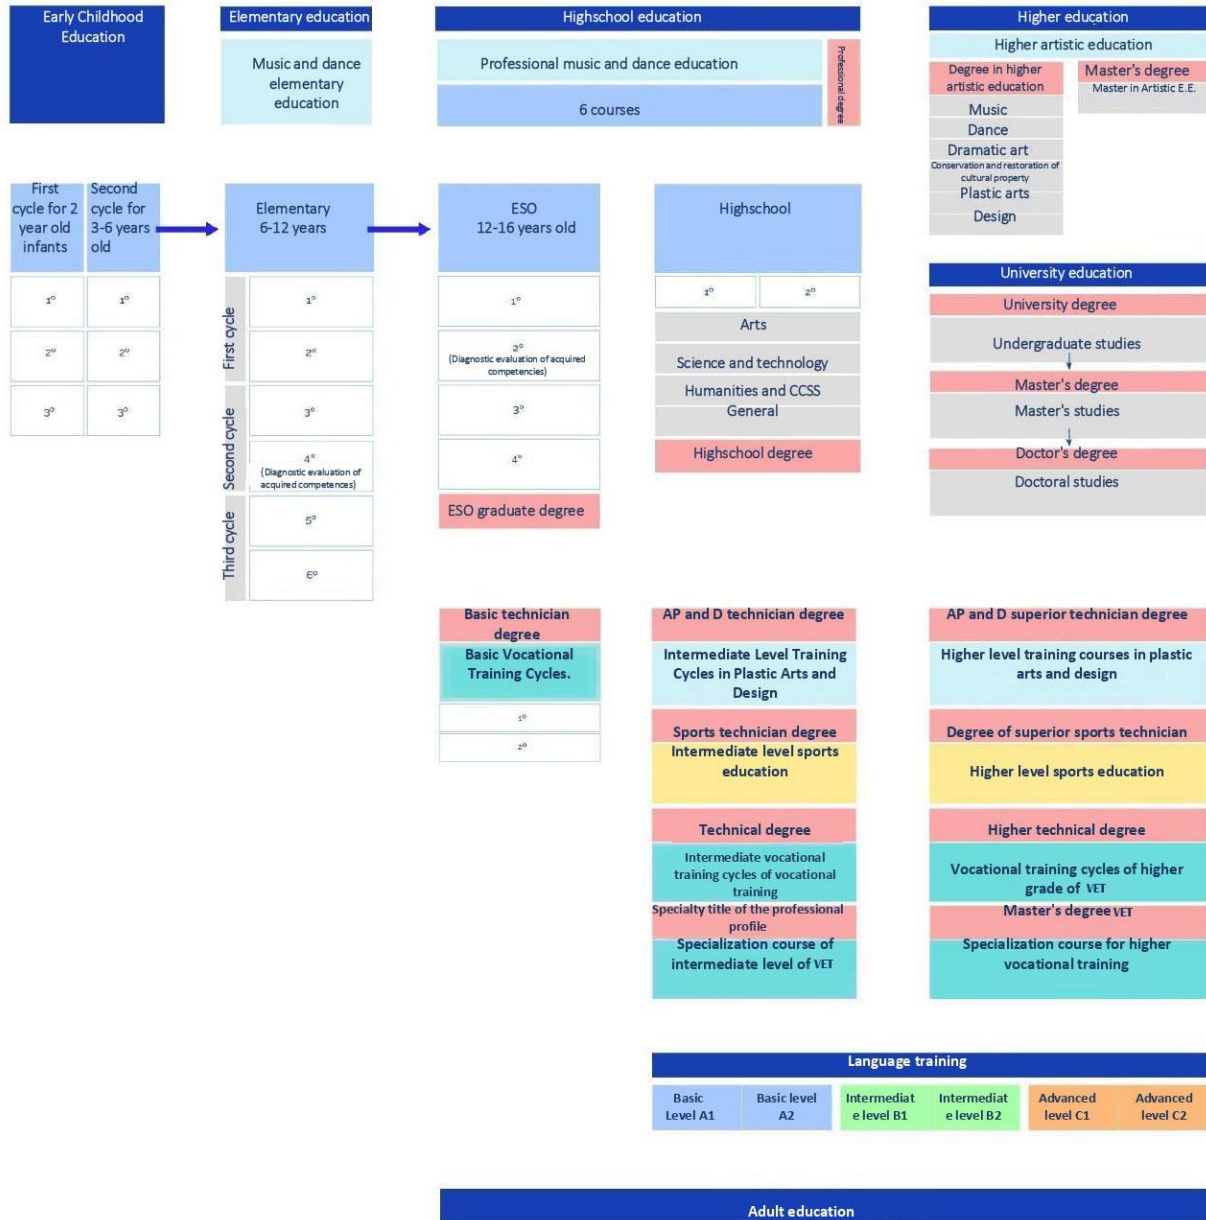 Early Childhood
Education
Elementary education
Highschool education
Higher education
Music and dance
elementary
education
Professional music and dance education
6 courses
Professional degree
Higher artistic education
Degree in higher
artistic education
Music
Dance
Dramatic art
Conservation and restoration of
cultural property
Plastic arts
Design
Master's degree
Master in Artistic E.E.
First
cycle for 2
year old
infants
Second
cycle for
3-6 years
old
Elementary
6-12 years
ESO
12-16 years old
Highschool
1º
2º
3º
1º
2º
3º
First cycle
Second cycle
Third cycle
1º
2º
3º
4º
(Diagnostic evaluation of
acquired competences)
5º
6º
1º
2º
(Diagnostic evaluation of acquired
competencies)
3º
4º
ESO graduate degree
1º
2º
Arts
Science and technology
Humanities and CCSS
General
Highschool degree
University education
University degree
Undergraduate studies
Master's degree
Master's studies
Doctor's degree
Doctoral studies
Basic technician
degree
Basic Vocational
Training Cycles.
1º
2º
AP and D technician degree
Intermediate Level Training
Cycles in Plastic Arts and
Design
Sports technician degree
Intermediate level sports
education
Technical degree
Intermediate vocational
training cycles of vocational
training
Specialty title of the professional
profile
Specialization course of
intermediate level of VET
AP and D superior technician degree
Higher level training courses in plastic
arts and design
Degree of superior sports technician
Higher level sports education
Higher technical degree
Vocational training cycles of higher
grade of VET
Master's degree VET
Specialization course for higher
vocational training
Language training
Basic
Level A1
Basic level
A2
Intermediat
e level B1
Intermediat
e level B2
Advanced
level C1
Advanced
level C2
Adult education